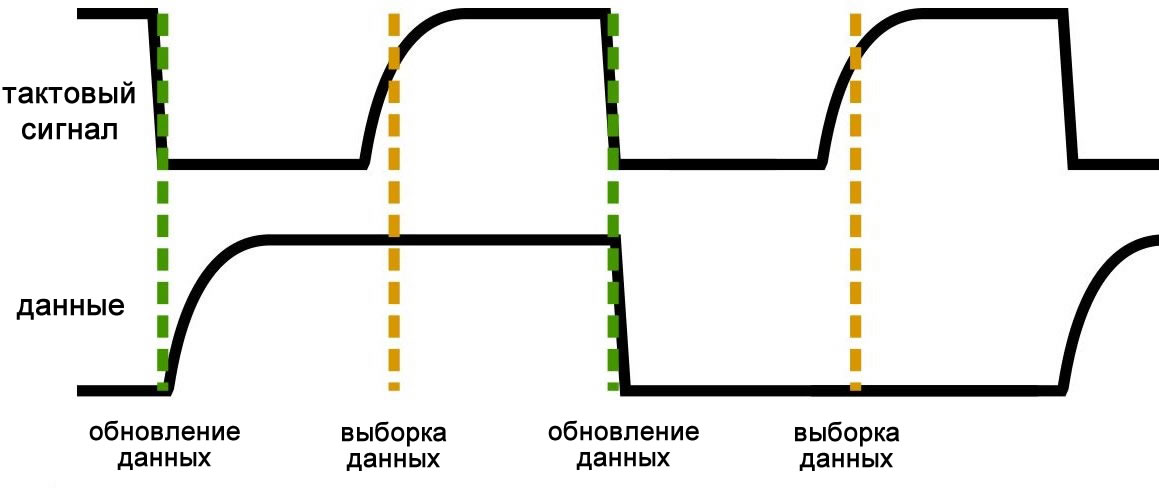 тактовый
сигнал
данные
обновление
данных
выборка
данных
обновление
данных
выборка
данных